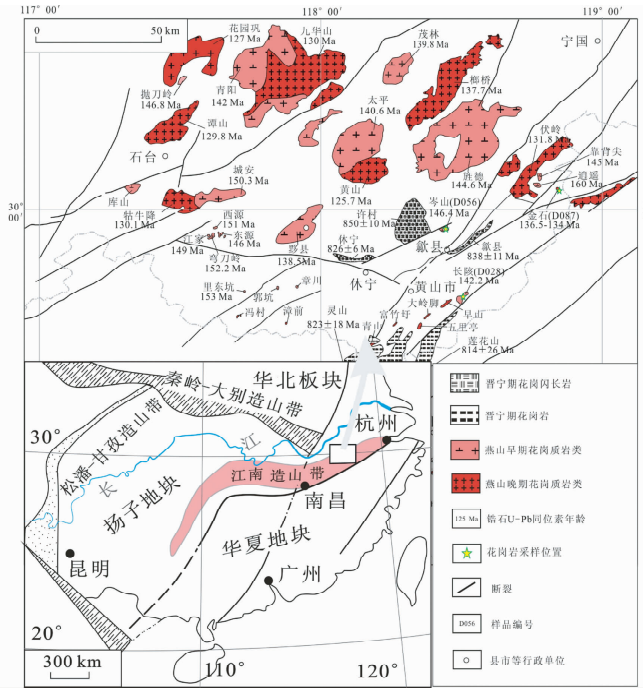 117° 00′
118° 00′
119° 00′
0
50 km
花园巩
127 Ma
九华山
130 Ma
茂林
139.8 Ma
宁国
抛刀岭
146.8 Ma
青阳
142 Ma
榔桥
137.7 Ma
太平
140.6 Ma
谭山
129.8 Ma
伏岭
131.8 Ma
靠背尖
145 Ma
石台
城安
150.3 Ma
逍遥
160 Ma
胜德
144.6 Ma
黄山
125.7 Ma
岑山(D056)
146.4 Ma
30°
00′
库山
牯牛降
130.1 Ma
西源
151 Ma
许村
850±10 Ma
金石(D087)
136.5-134 Ma
东源
146 Ma
江家
149 Ma
黟县
138.5 Ma
休宁
826±6 Ma
歙县
歙县
838±11 Ma
弯刀岭
152.2 Ma
休宁
长陔(D028)
142.2 Ma
里东坑
153 Ma
章川
郭坑
黄山市
大岭脚
冯村
漳前
灵山
823±18 Ma
富竹圩
旱山
青山
五里亭
莲花山
814±26 Ma
秦岭-大别造山带
华北板块
松潘-甘孜造山带
杭州
30°
长
江
江南 造山 带
扬子地块
南昌
华夏地块
昆明
广州
20°
110°
120°
300 km
晋宁期花岗闪长岩
晋宁期花岗岩
燕山早期花岗质岩类
燕山晚期花岗质岩类
125 Ma
锆石U-Pb同位素年龄
花岗岩采样位置
断裂
D056
样品编号
县市等行政单位